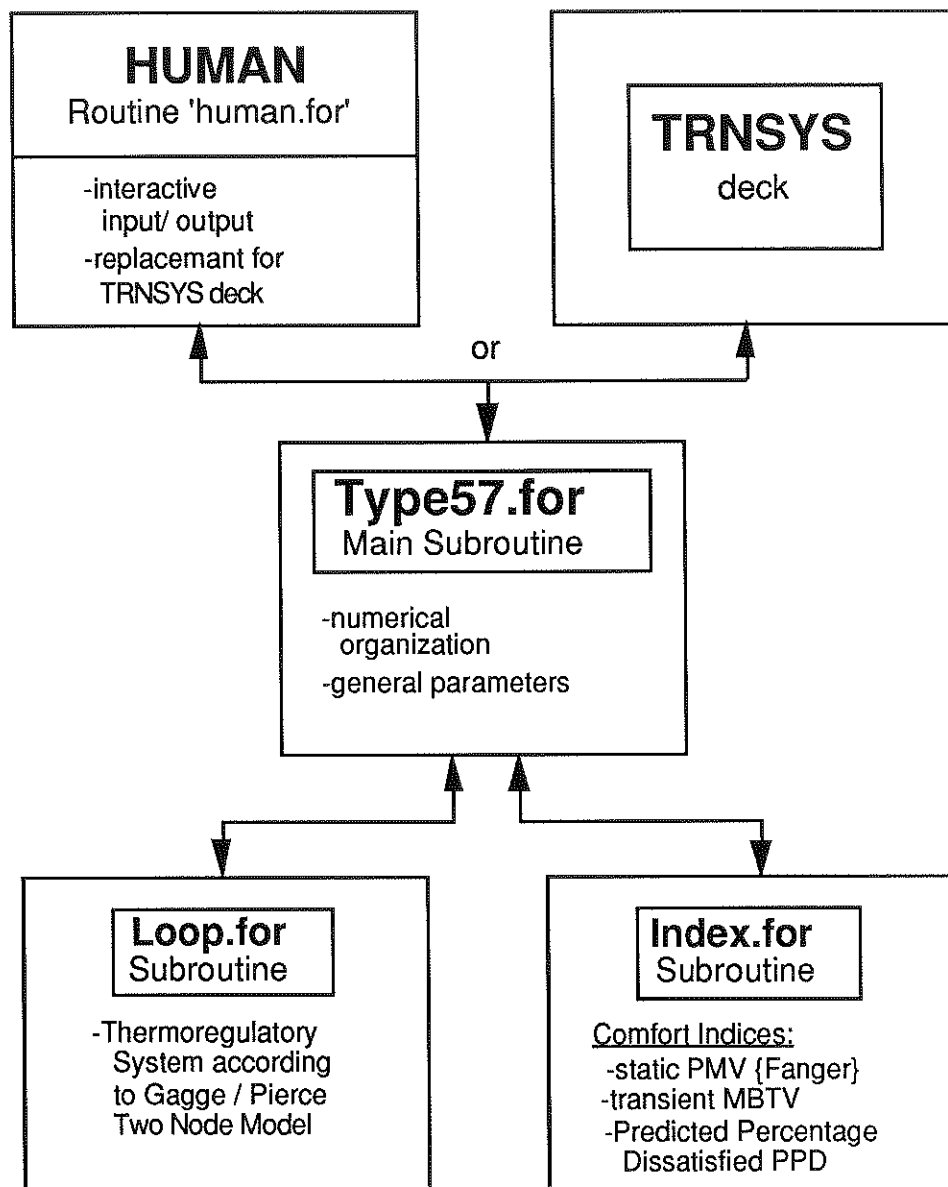 HUMAN
Routine 'human.for'
-interactive
input/ output
-replacemant for
TRNSYS deck
TRNSYS
deck
or
Type57.for
Main Subroutine
-numerical
organization
-general parameters
Loop.for
Subroutine
-Thermoregulatory
System according
to Gagge / Pierce
Two Node Model
Index.for
Subroutine
Comfort Indices:
-static PMV {Fanger}
-transient MBTV
-Predicted Percentage
Dissatisfied PPD